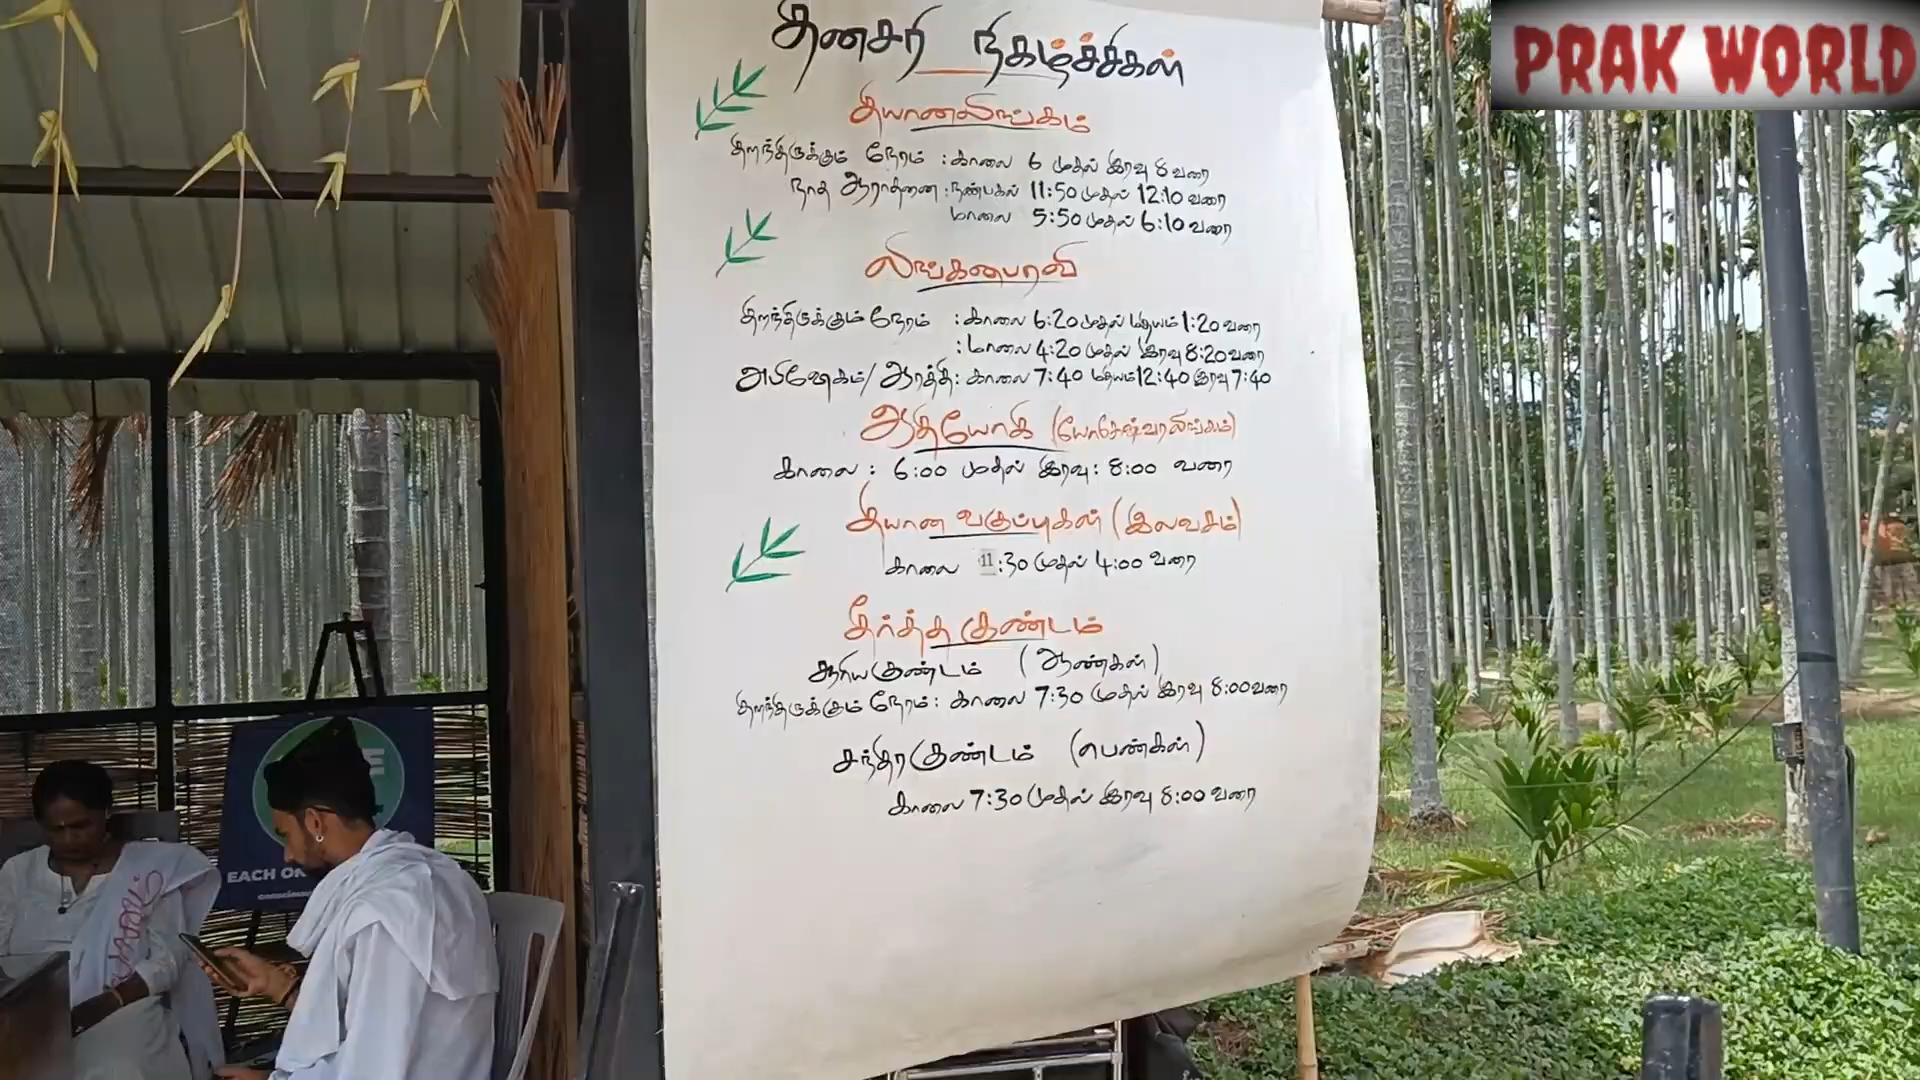 PRAK WORLD
தினசரி நிகழ்ச்சிகள்
தியானலிங்கம்
திறந்திருக்கும் நேரம் : காலை 6 முதல் இரவு 8 வரை
நாத ஆராதனை : நண்பகல் 11:50 முதல் 12:10 வரை
மாலை 5:50 முதல் 6:10 வரை
லிங்கபைரவி
திறந்திருக்கும் நேரம் : காலை 6:20 முதல் மதியம் 1:20 வரை
: மாலை 4:20 முதல் இரவு 8:20 வரை
அபிஷேகம்/ ஆரத்தி : காலை 7:40 மதியம் 12:40 இரவு 7:40
ஆதியோகி (யோகேஷ்வரலிங்கம்)
காலை : 6:00 முதல் இரவு : 8:00 வரை
தியான வகுப்புகள் (இலவசம்)
காலை 11:30 முதல் 4:00 வரை
தீர்த்த குண்டம்
சூரிய குண்டம் (ஆண்கள்)
திறந்திருக்கும் நேரம் : காலை 7:30 முதல் இரவு 8:00 வரை
சந்திர குண்டம் (பெண்கள்)
காலை 7:30 முதல் இரவு 8:00 வரை
EACH